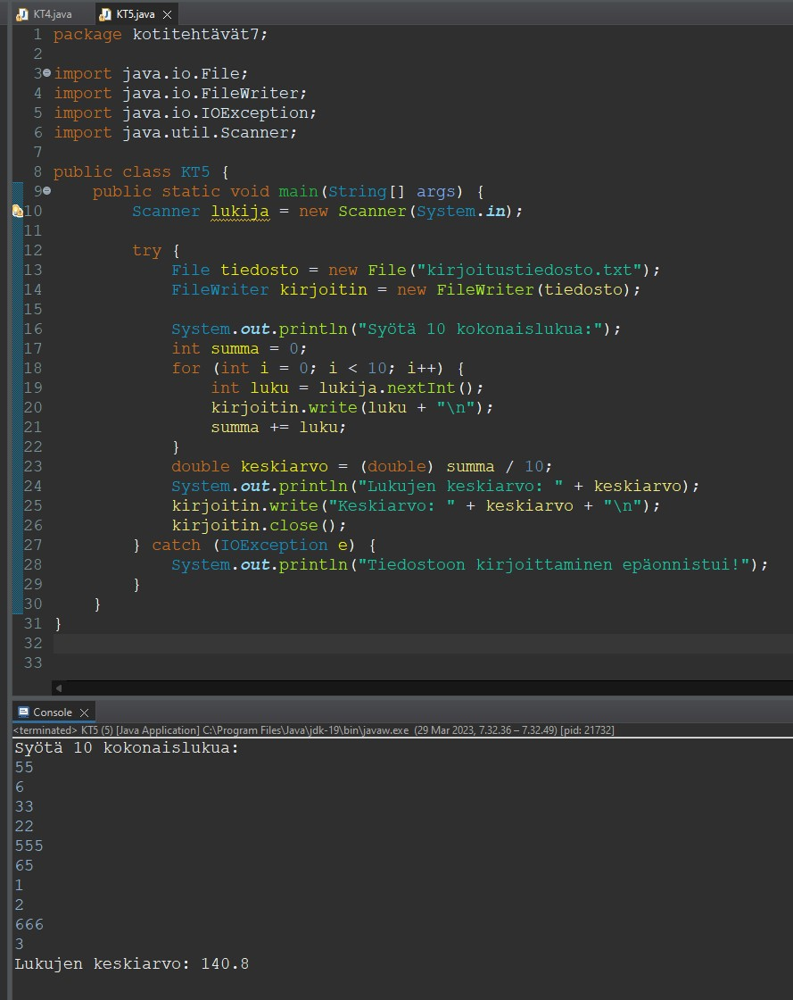 KT4.java KT5.java
1 package kotitehtävät7;
2
3 import java.io.File;
4 import java.io.FileWriter;
5 import java.io.IOException;
6 import java.util.Scanner;
7
8 public class KT5 {
9     public static void main(String[] args) {
10         Scanner lukija = new Scanner(System.in);
11
12         try {
13             File tiedosto = new File("kirjoitustiedosto.txt");
14             FileWriter kirjoitin = new FileWriter(tiedosto);
15
16             System.out.println("Syötä 10 kokonaislukua:");
17             int summa = 0;
18             for (int i = 0; i < 10; i++) {
19                 int luku = lukija.nextInt();
20                 kirjoitin.write(luku + "\n");
21                 summa += luku;
22             }
23             double keskiarvo = (double) summa / 10;
24             System.out.println("Lukujen keskiarvo: " + keskiarvo);
25             kirjoitin.write("Keskiarvo: " + keskiarvo + "\n");
26             kirjoitin.close();
27         } catch (IOException e) {
28             System.out.println("Tiedostoon kirjoittaminen epäonnistui!");
29         }
30     }
31 }
32
33
Console
<terminated> KT5 (5) [Java Application] C:\Program Files\Java\jdk-19\bin\javaw.exe (29 Mar 2023, 7.32.36 – 7.32.49) [pid: 21732]
Syötä 10 kokonaislukua:
55
6
33
22
555
65
1
2
666
3
Lukujen keskiarvo: 140.8